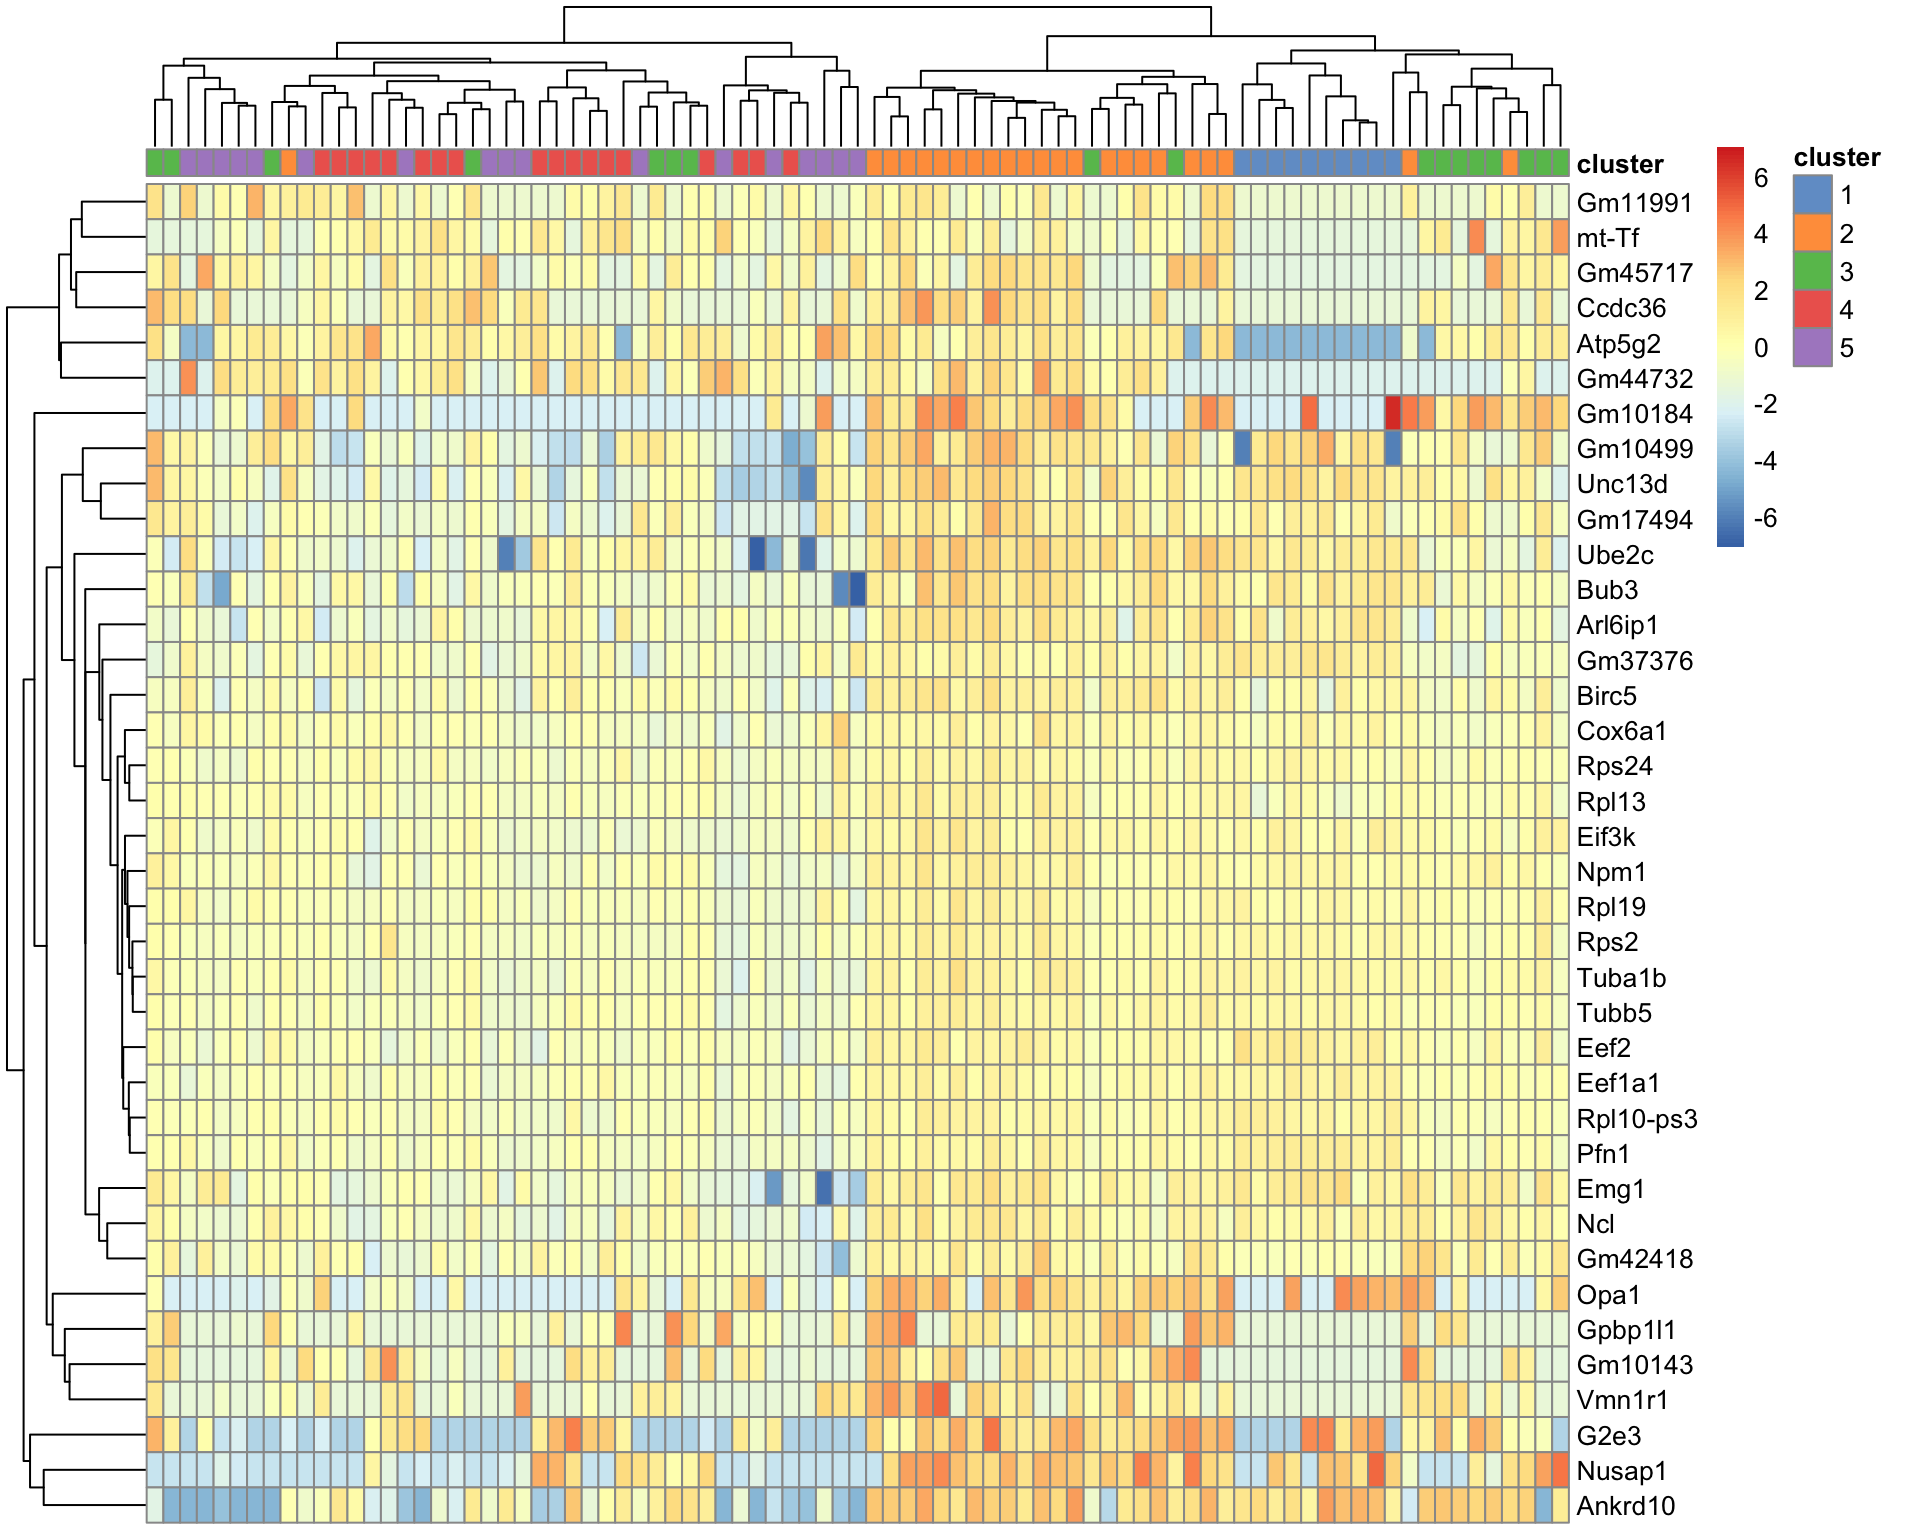 cluster
Gm11991
mt-Tf
Gm45717
Ccdc36
Atp5g2
Gm44732
Gm10184
Gm10499
Unc13d
Gm17494
Ube2c
Bub3
Arl6ip1
Gm37376
Birc5
Cox6a1
Rps24
Rpl13
Eif3k
Npm1
Rpl19
Rps2
Tuba1b
Tubb5
Eef2
Eef1a1
Rpl10-ps3
Pfn1
Emg1
Ncl
Gm42418
Opa1
Gpbp1l1
Gm10143
Vmn1r1
G2e3
Nusap1
Ankrd10
6
4
2
0
-2
-4
-6
cluster
1
2
3
4
5